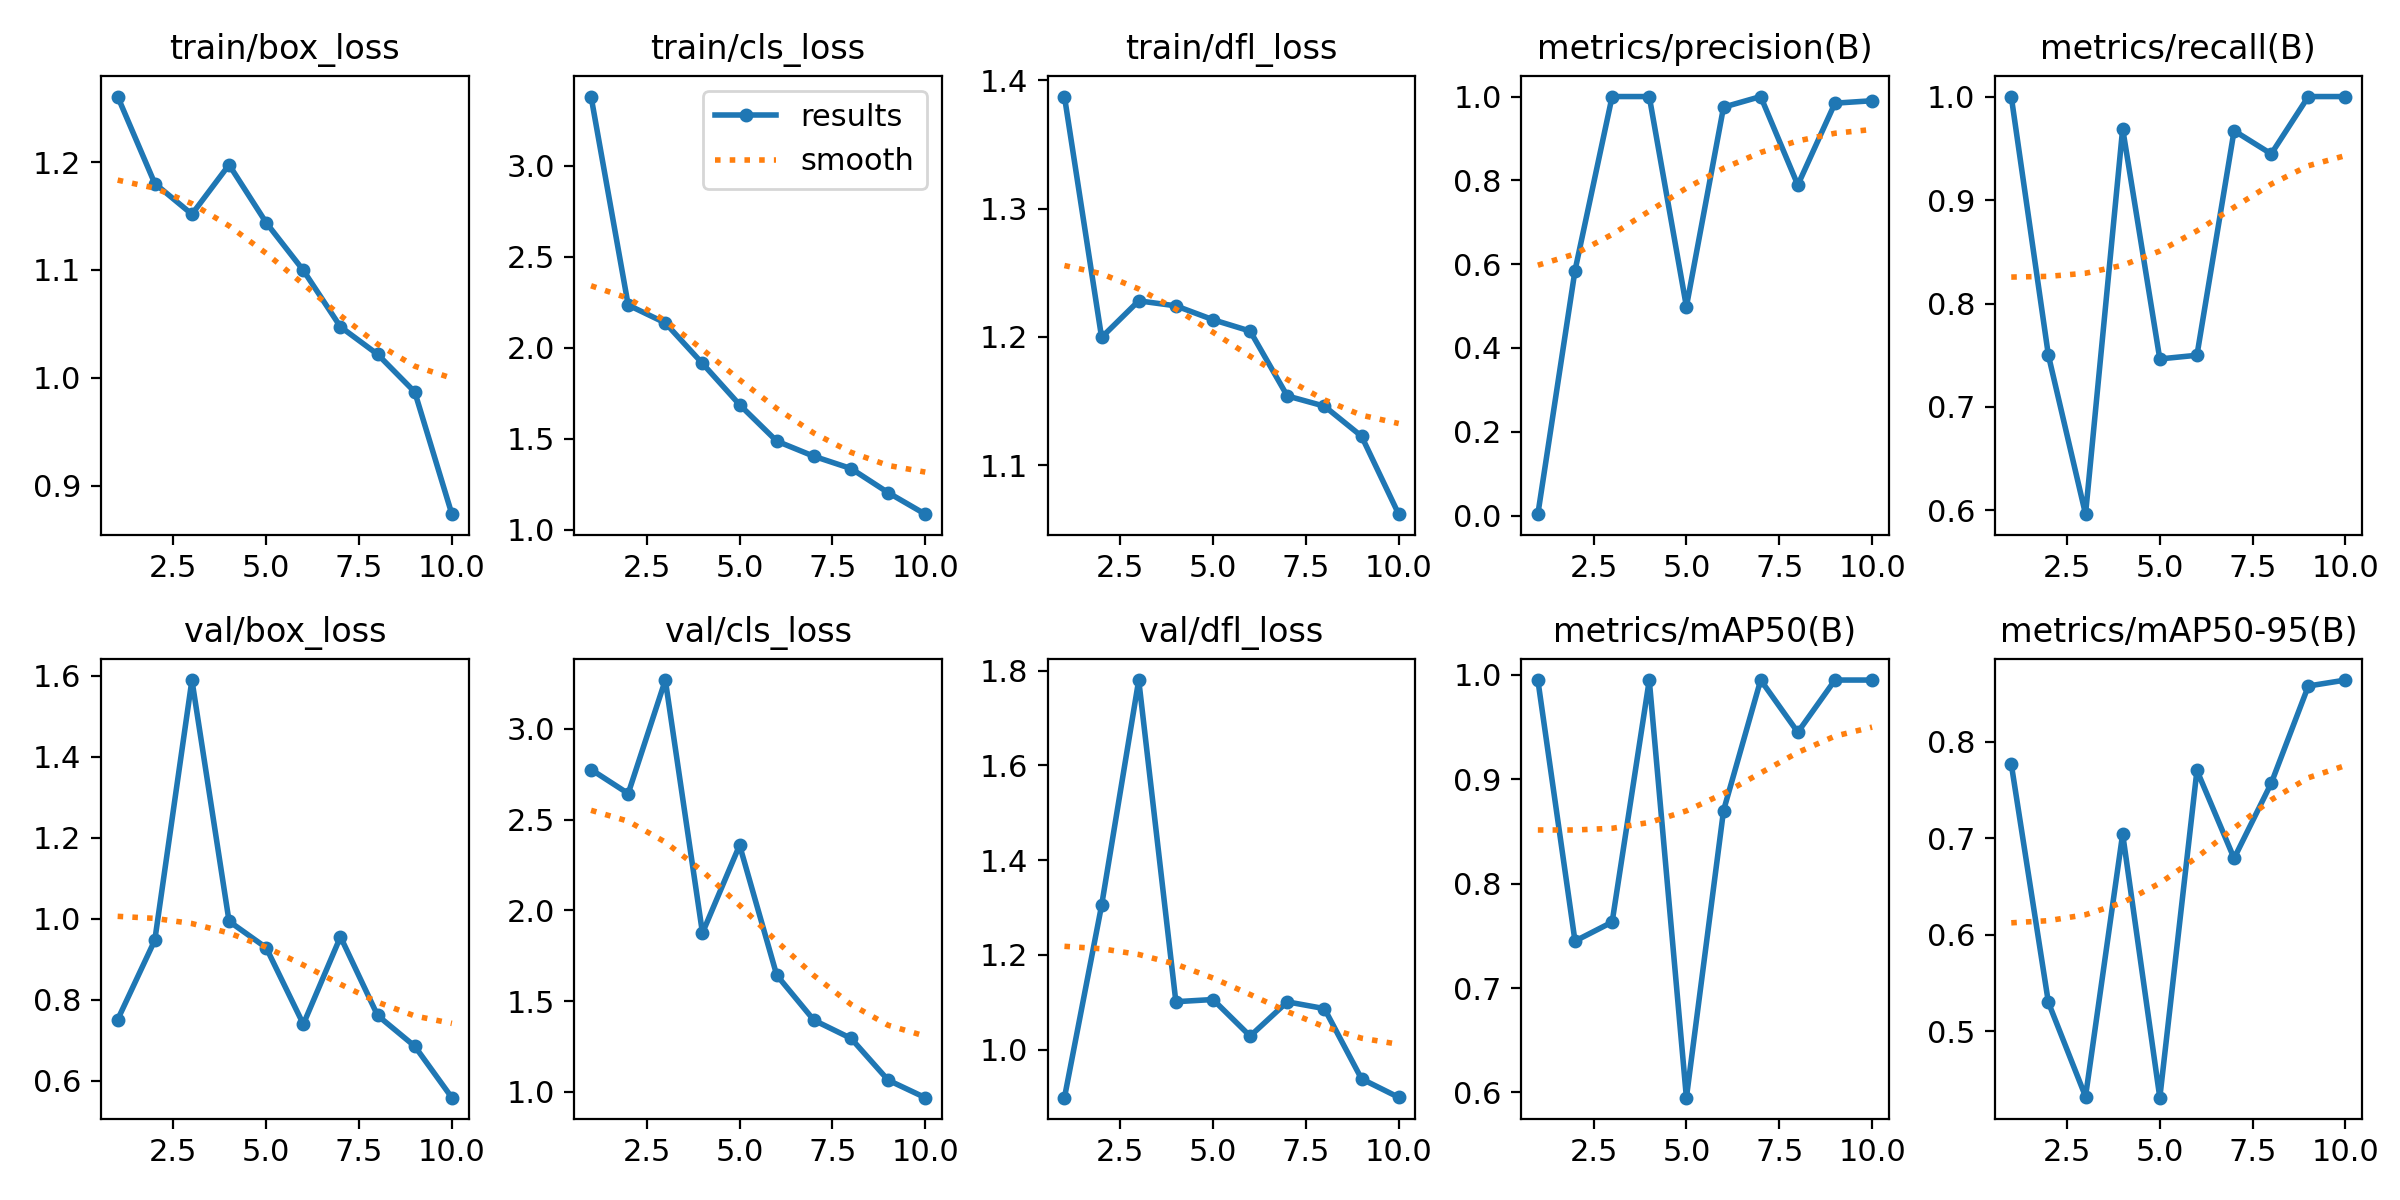 train/box_loss
train/cls_loss
train/dfl_loss
metrics/precision(B)
metrics/recall(B)
1.2
1.1
1.0
0.9
2.5 5.0 7.5 10.0
results
smooth
3.0
2.5
2.0
1.5
1.0
2.5 5.0 7.5 10.0
1.4
1.3
1.2
1.1
2.5 5.0 7.5 10.0
1.0
0.8
0.6
0.4
0.2
0.0
2.5 5.0 7.5 10.0
1.0
0.9
0.8
0.7
0.6
2.5 5.0 7.5 10.0
val/box_loss
val/cls_loss
val/dfl_loss
metrics/mAP50(B)
metrics/mAP50-95(B)
1.6
1.4
1.2
1.0
0.8
0.6
2.5 5.0 7.5 10.0
3.0
2.5
2.0
1.5
1.0
2.5 5.0 7.5 10.0
1.8
1.6
1.4
1.2
1.0
2.5 5.0 7.5 10.0
1.0
0.9
0.8
0.7
0.6
2.5 5.0 7.5 10.0
0.8
0.7
0.6
0.5
2.5 5.0 7.5 10.0